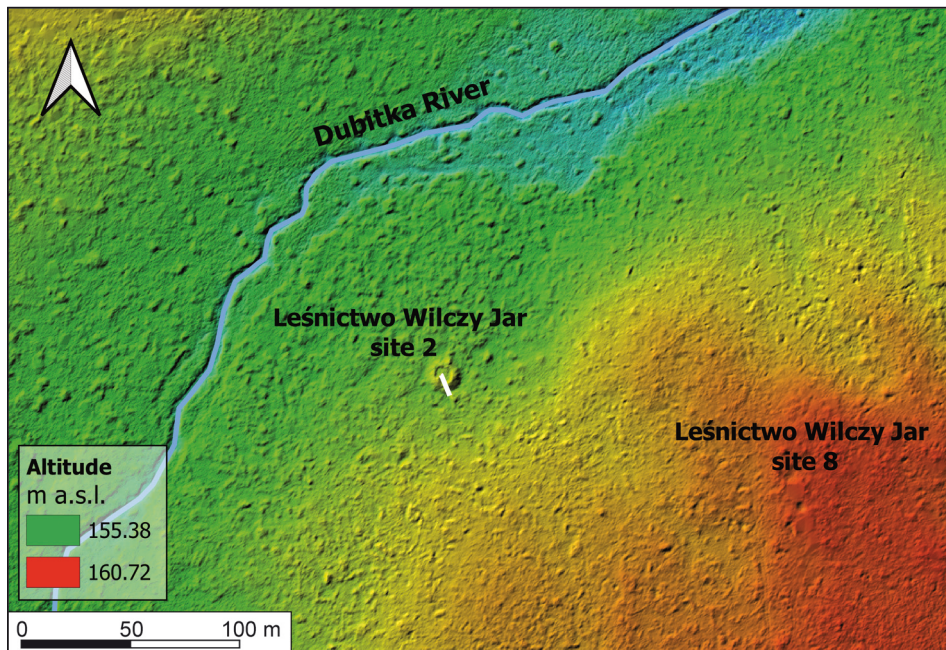 Dubitka River
Leśnictwo Wilczy Jar
site 2
Leśnictwo Wilczy Jar
site 8
Altitude
m a.s.l.
155.38
160.72
0 50 100 m